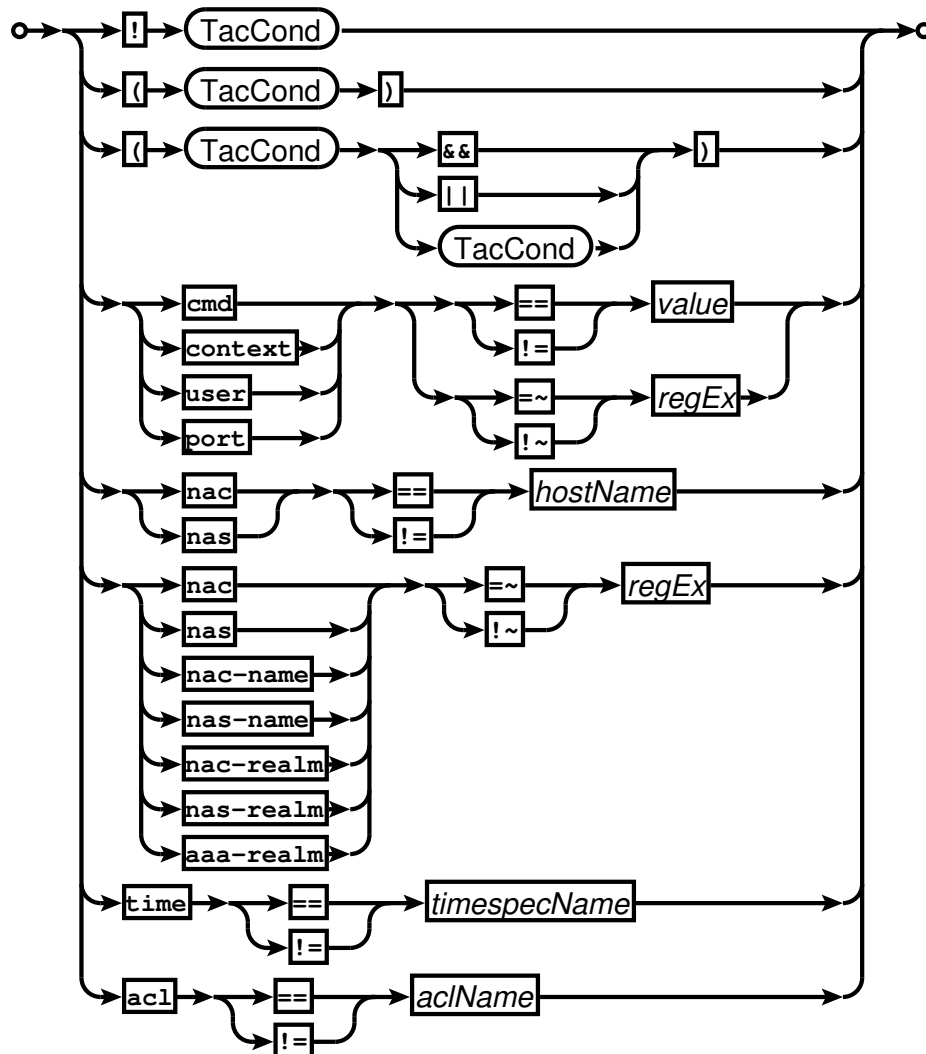 ! TacCond
( TacCond )
( TacCond && )
||
TacCond
cmd == value
context !=
user =~ regEx
port !~
nac == hostName
nas !=
nac =~ regEx
nas !~
nac-name
nas-name
nac-realm
nas-realm
aaa-realm
time == timespecName
!=
acl == aclName
!=